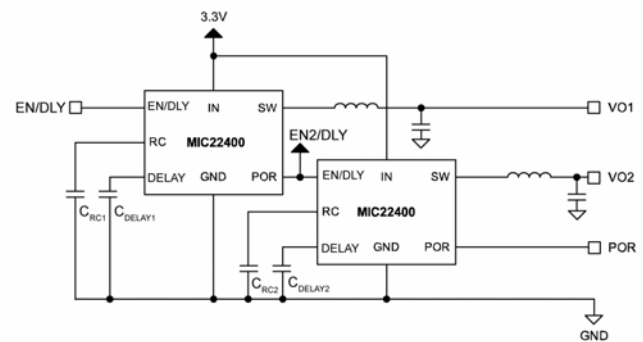 3.3V
EN/DLY
EN/DLY IN SW
VO1
RC
MIC22400
EN2/DLY
DELAY GND POR
EN/DLY IN SW
VO2
CRC1
CDELAY1
RC
MIC22400
DELAY GND POR
POR
CRC2
CDELAY2
GND